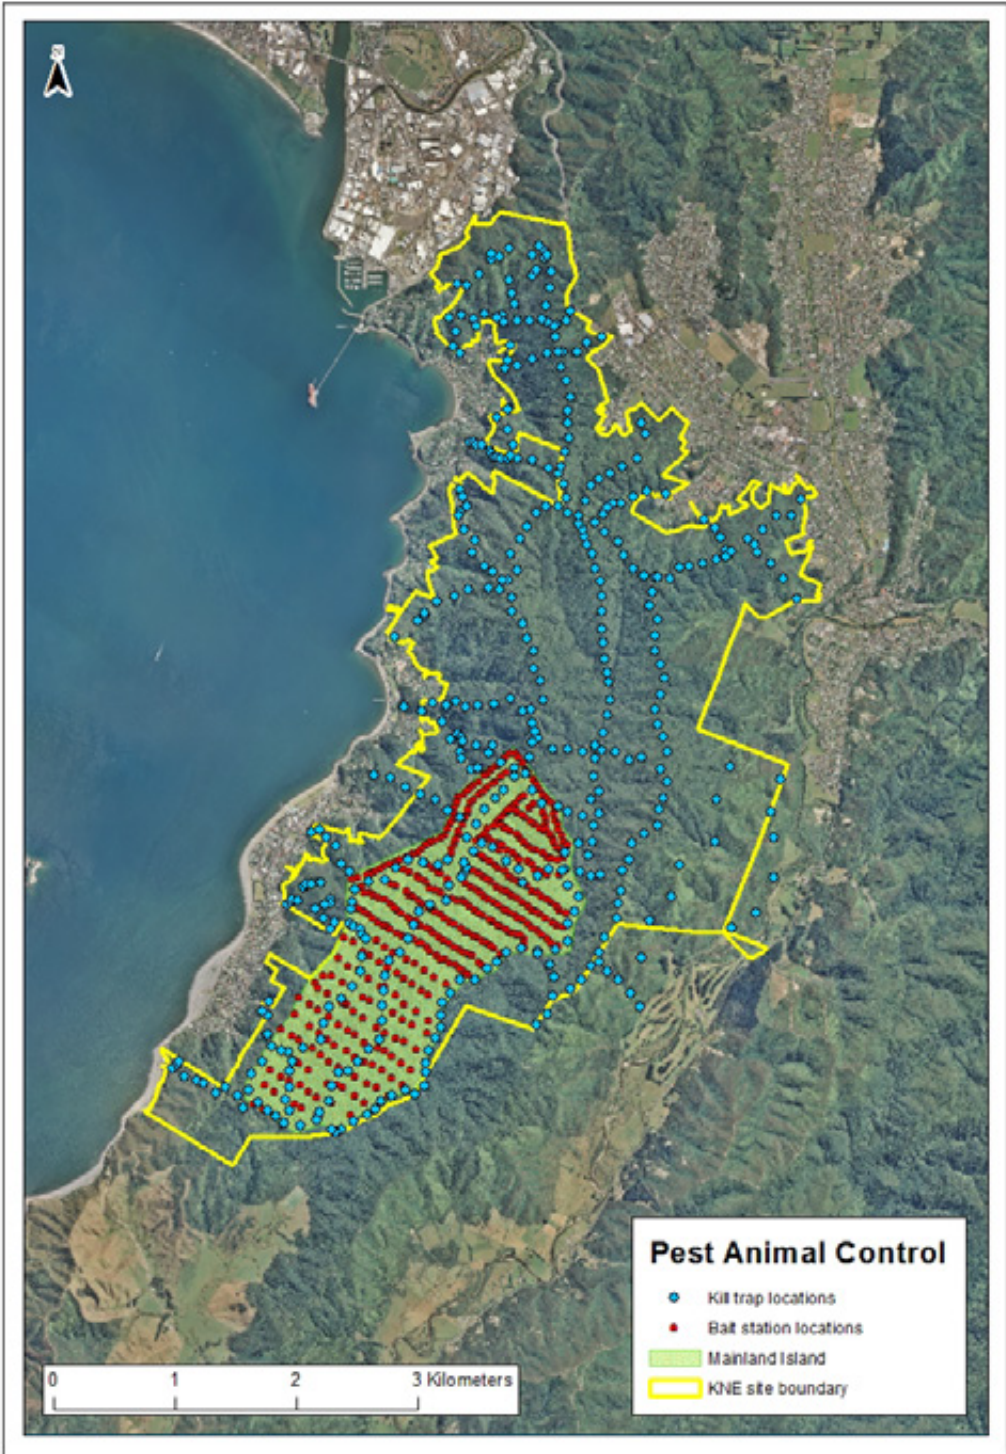 N
Pest Animal Control
Kill trap locations
Bait station locations
Mainland Island
KNE site boundary
0 1 2 3 Kilometers